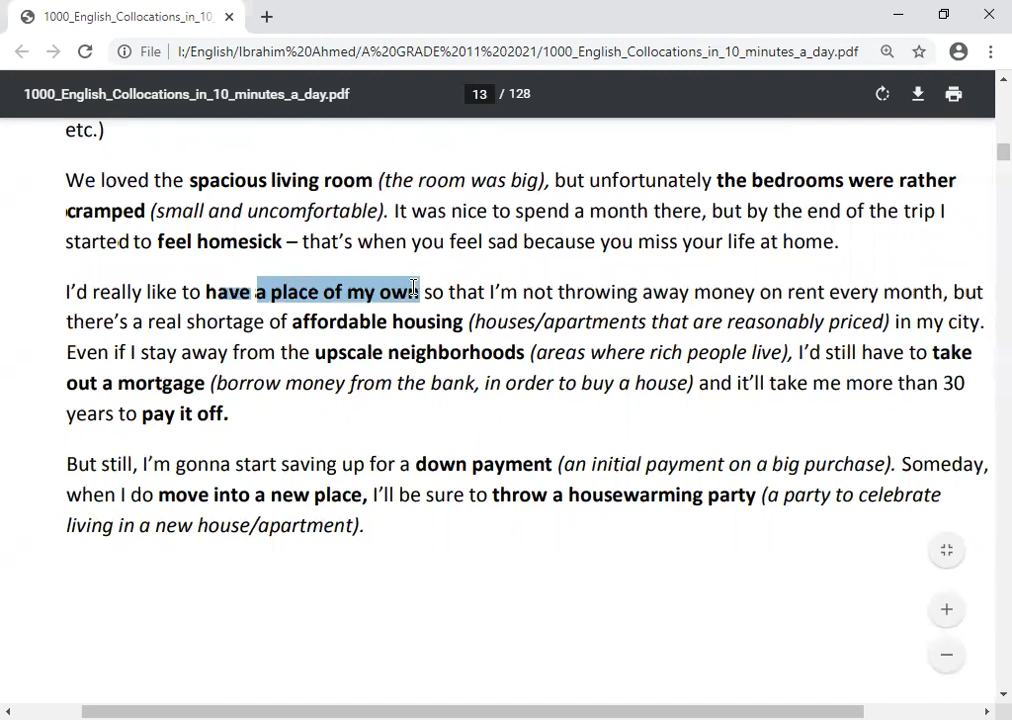 1000_English_Collocations_in_10_
File
I:/English/Ibrahim%20Ahmed/A%20GRADE%2011%202021/1000_English_Collocations_in_10_minutes_a_day.pdf
1000_English_Collocations_in_10_minutes_a_day.pdf
13 / 128
etc.)
We loved the spacious living room (the room was big), but unfortunately the bedrooms were rather
cramped (small and uncomfortable). It was nice to spend a month there, but by the end of the trip I
started to feel homesick – that's when you feel sad because you miss your life at home.
I'd really like to have a place of my own so that I'm not throwing away money on rent every month, but
there's a real shortage of affordable housing (houses/apartments that are reasonably priced) in my city.
Even if I stay away from the upscale neighborhoods (areas where rich people live), I'd still have to take
out a mortgage (borrow money from the bank, in order to buy a house) and it'll take me more than 30
years to pay it off.
But still, I'm gonna start saving up for a down payment (an initial payment on a big purchase). Someday,
when I do move into a new place, I'll be sure to throw a housewarming party (a party to celebrate
living in a new house/apartment).